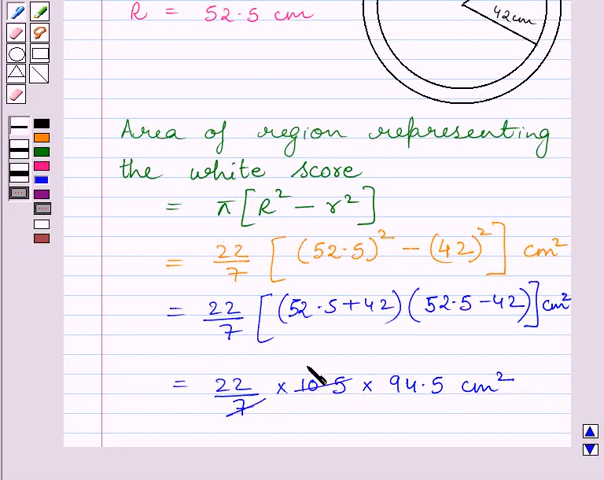 R = 52.5 cm
42cm
Area of region representing
the white score
= π[R² - r²]
= 22/7 [(52.5)² - (42)²] cm²
= 22/7 [(52.5+42)(52.5-42)]cm²
= 22/7 × 10.5 × 94.5 cm²